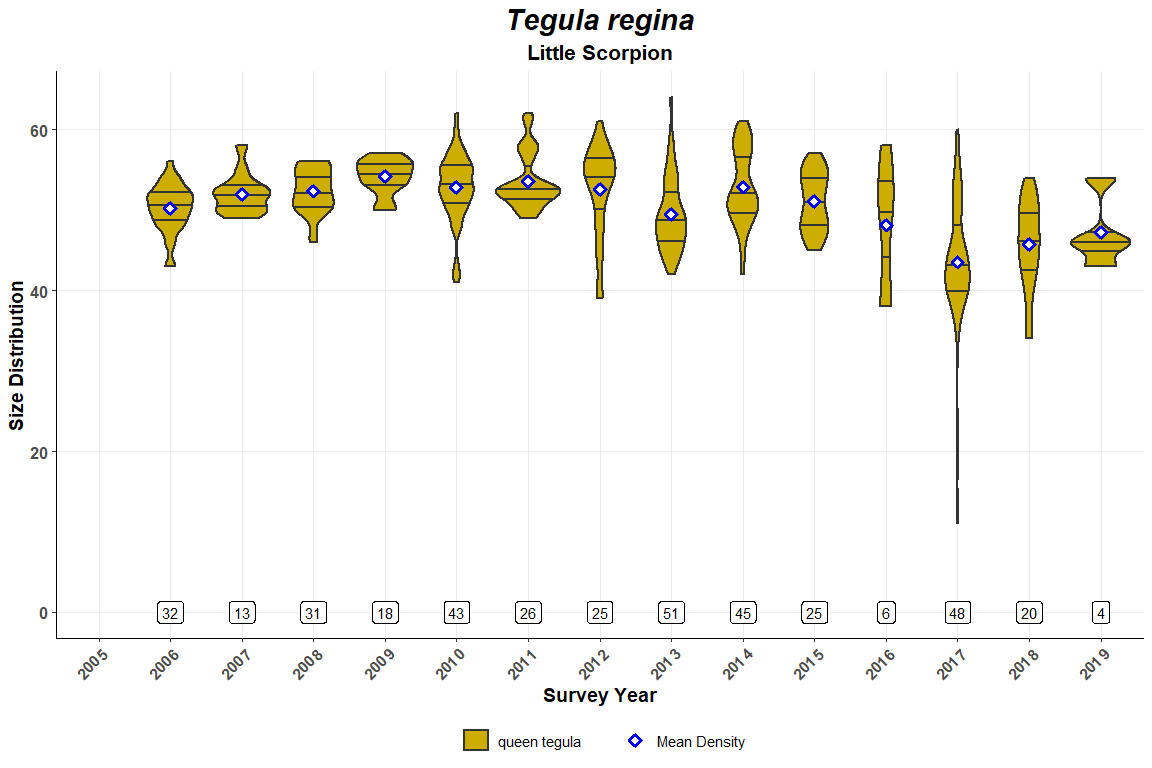 Tegula regina
Little Scorpion
Size Distribution
60
40
20
0
32 13 31 18 43 26 25 51 45 25 6 48 20 4
2005 2006 2007 2008 2009 2010 2011 2012 2013 2014 2015 2016 2017 2018 2019
Survey Year
queen tegula Mean Density